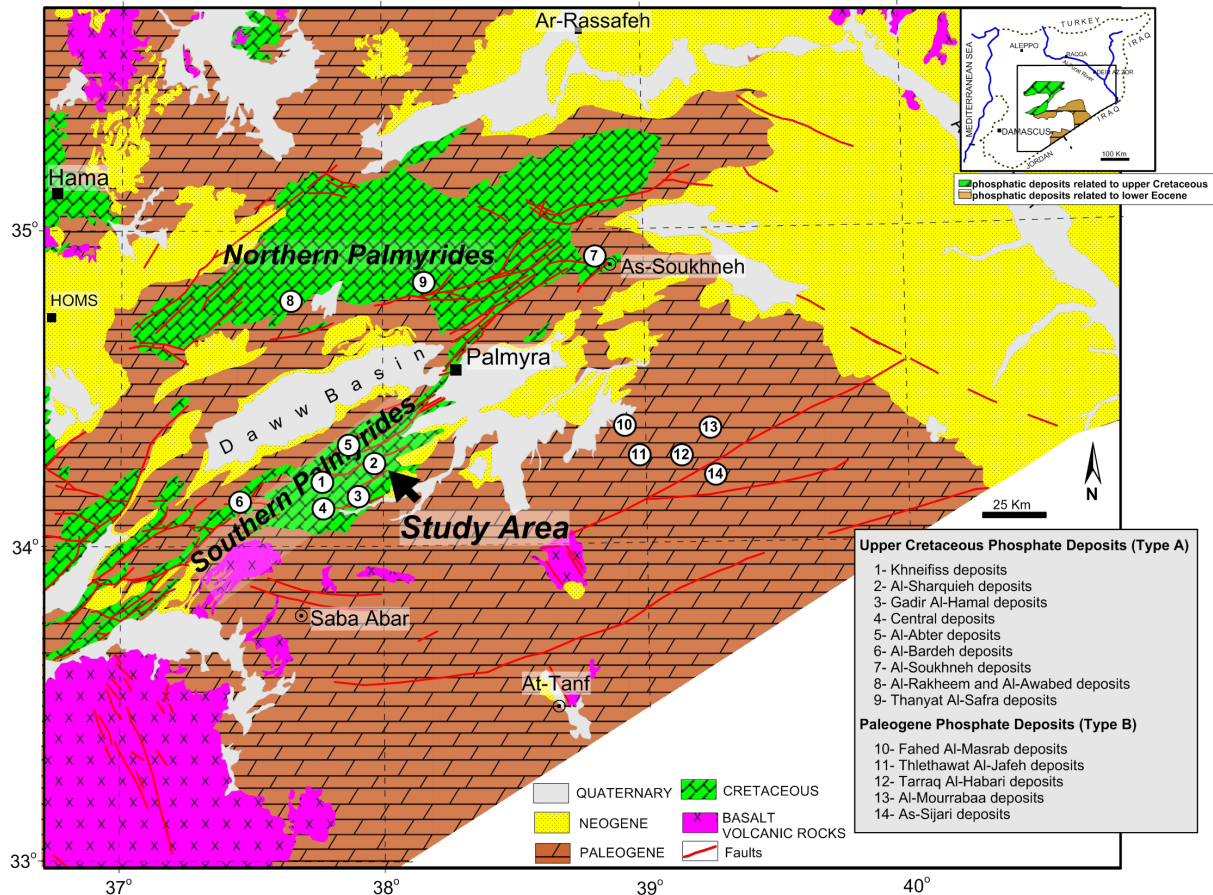 Ar-Rassafeh
Hama
35°
Northern Palmyrides
7
As-Soukhneh
9
8
HOMS
Palmyra
Daww Basin
Southern Palmyrides
5
2
1
3
6
4
10
13
11
12
14
Study Area
34°
Saba Abar
At-Tanf
33°
37°
38°
39°
40°
N
25 Km
TURKEY
ALEPPO
RAQQA
Al-Furat River
DEIR AZ ZOR
IRAQ
MEDITERRANEAN SEA
DAMASCUS
IRAQ
JORDAN
100 Km
phosphatic deposits related to upper Cretaceous
phosphatic deposits related to lower Eocene
QUATERNARY
CRETACEOUS
NEOGENE
BASALT
VOLCANIC ROCKS
PALEOGENE
Faults
Upper Cretaceous Phosphate Deposits (Type A)
1- Khneifiss deposits
2- Al-Sharquieh deposits
3- Gadir Al-Hamal deposits
4- Central deposits
5- Al-Abter deposits
6- Al-Bardeh deposits
7- Al-Soukhneh deposits
8- Al-Rakheem and Al-Awabed deposits
9- Thanyat Al-Safra deposits
Paleogene Phosphate Deposits (Type B)
10- Fahed Al-Masrab deposits
11- Thlethawat Al-Jafeh deposits
12- Tarraq Al-Habari deposits
13- Al-Mourrabaa deposits
14- As-Sijari deposits